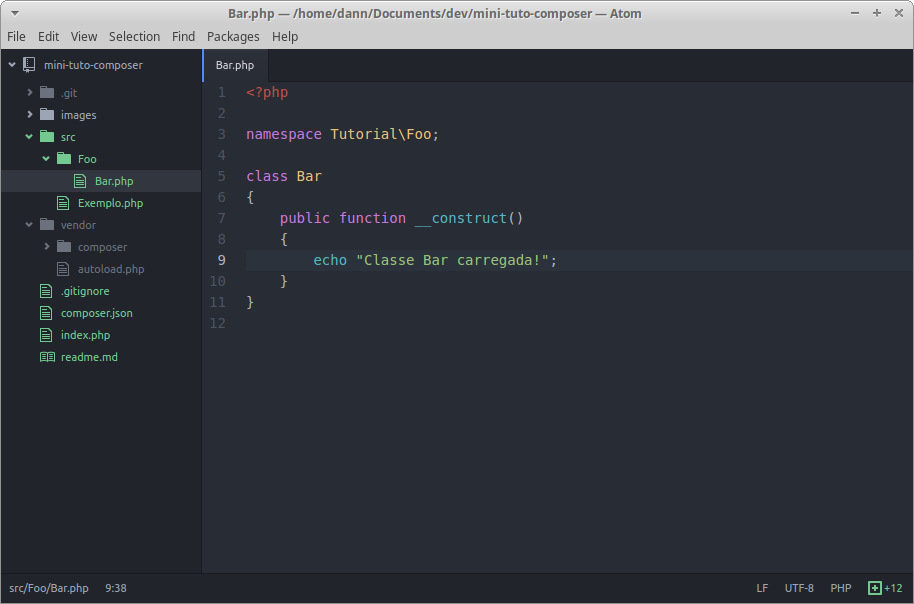 Bar.php — /home/dann/Documents/dev/mini-tuto-composer — Atom
File Edit View Selection Find Packages Help
mini-tuto-composer
.git
images
src
Foo
Bar.php
Exemplo.php
vendor
composer
autoload.php
.gitignore
composer.json
index.php
readme.md
Bar.php
1 <?php
2
3 namespace Tutorial\Foo;
4
5 class Bar
6 {
7     public function __construct()
8     {
9         echo "Classe Bar carregada!";
10     }
11 }
12
src/Foo/Bar.php 9:38 LF UTF-8 PHP +12